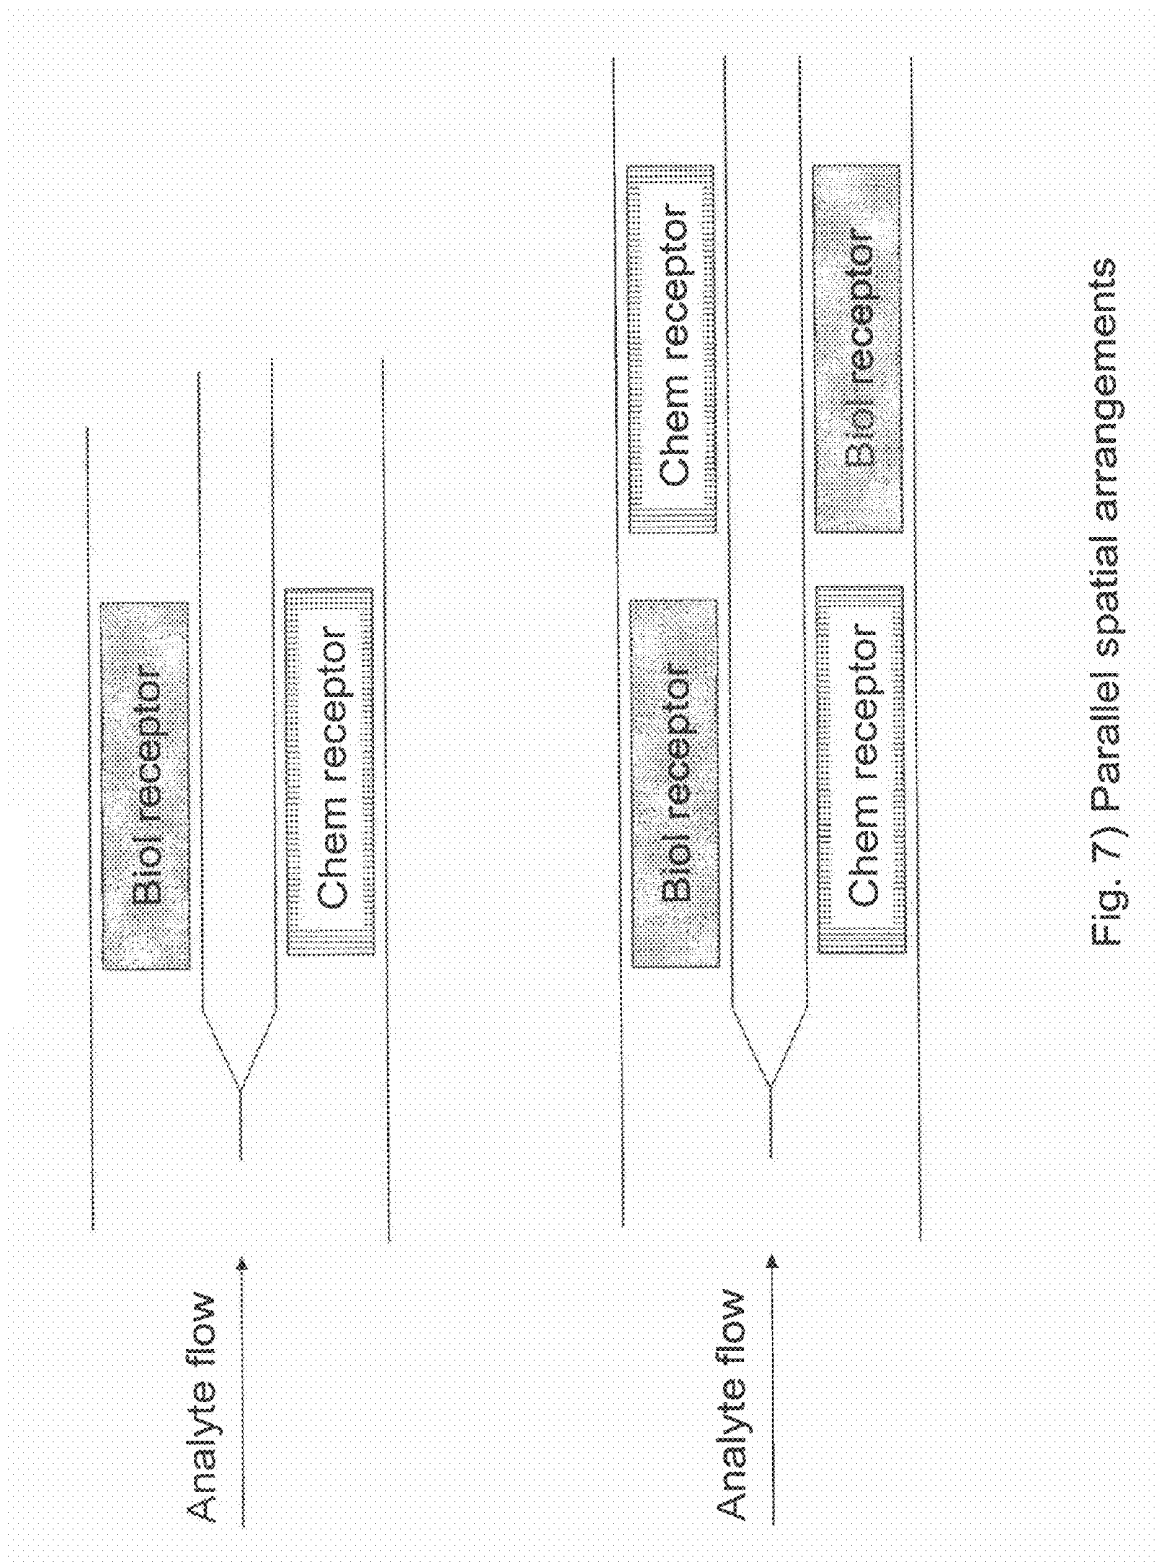 Analyte flow
Biol receptor
Chem receptor
Analyte flow
Biol receptor
Chem receptor
Chem receptor
Biol receptor
Fig. 7) Parallel spatial arrangements